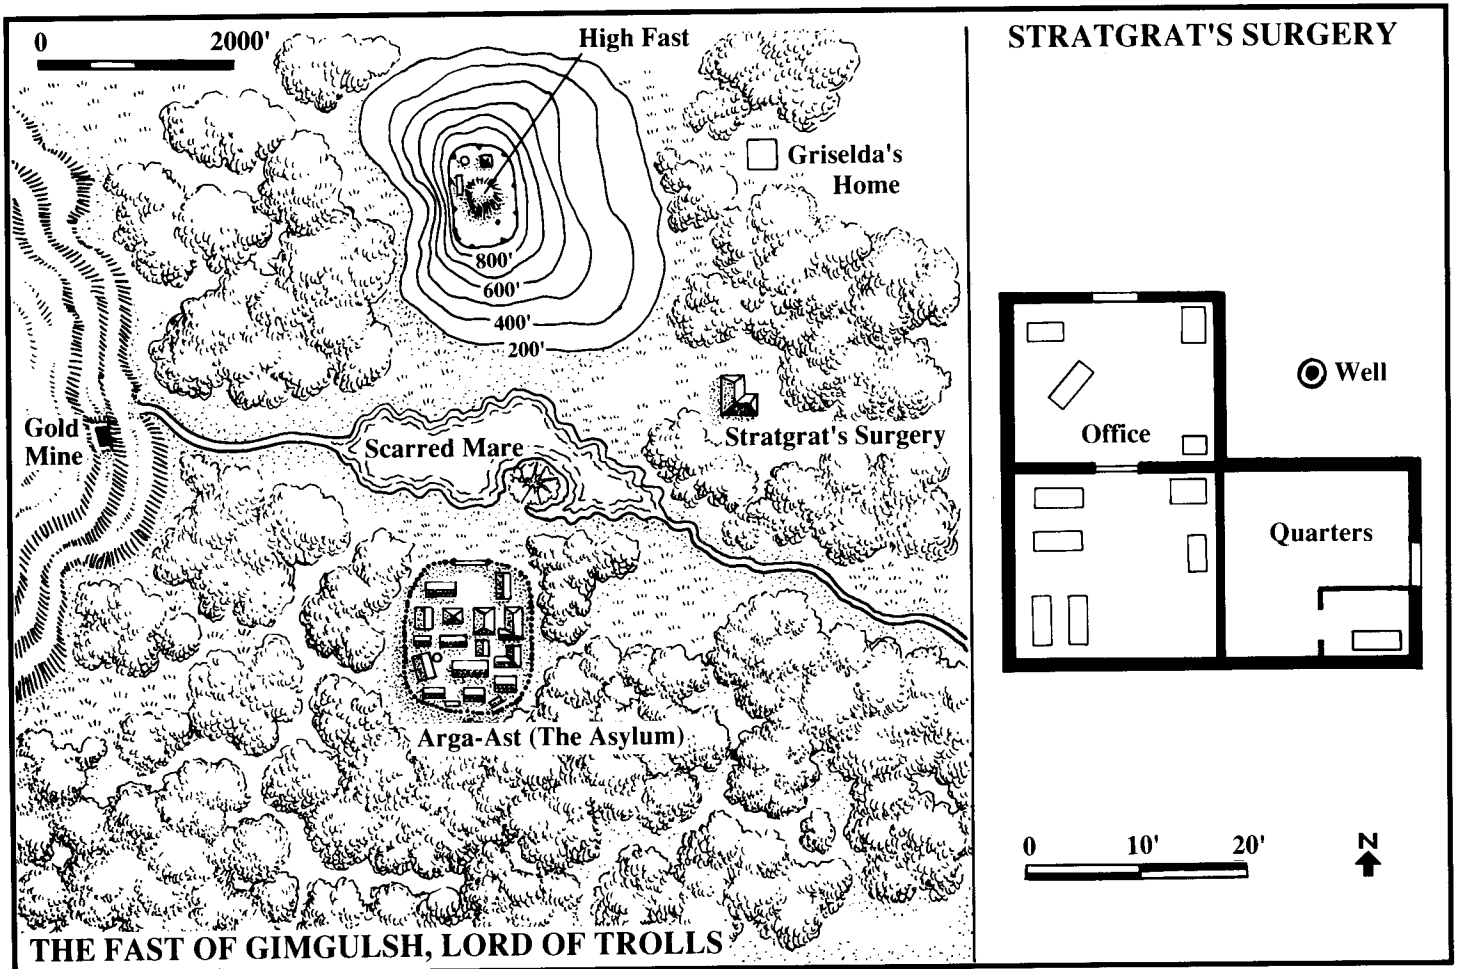 0 2000'
High Fast
Griselda's
Home
800'
600'
400'
200'
Gold
Mine
Scarred Mare
Stratgrat's Surgery
Arga-Ast (The Asylum)
THE FAST OF GIMGULSH, LORD OF TROLLS
STRATGRAT'S SURGERY
Well
Office
Quarters
0 10' 20'
N